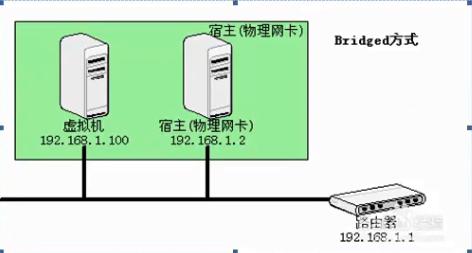 宿主(物理网卡)
Bridged方式
虚拟机
192.168.1.100
宿主(物理网卡)
192.168.1.2
路由器
192.168.1.1